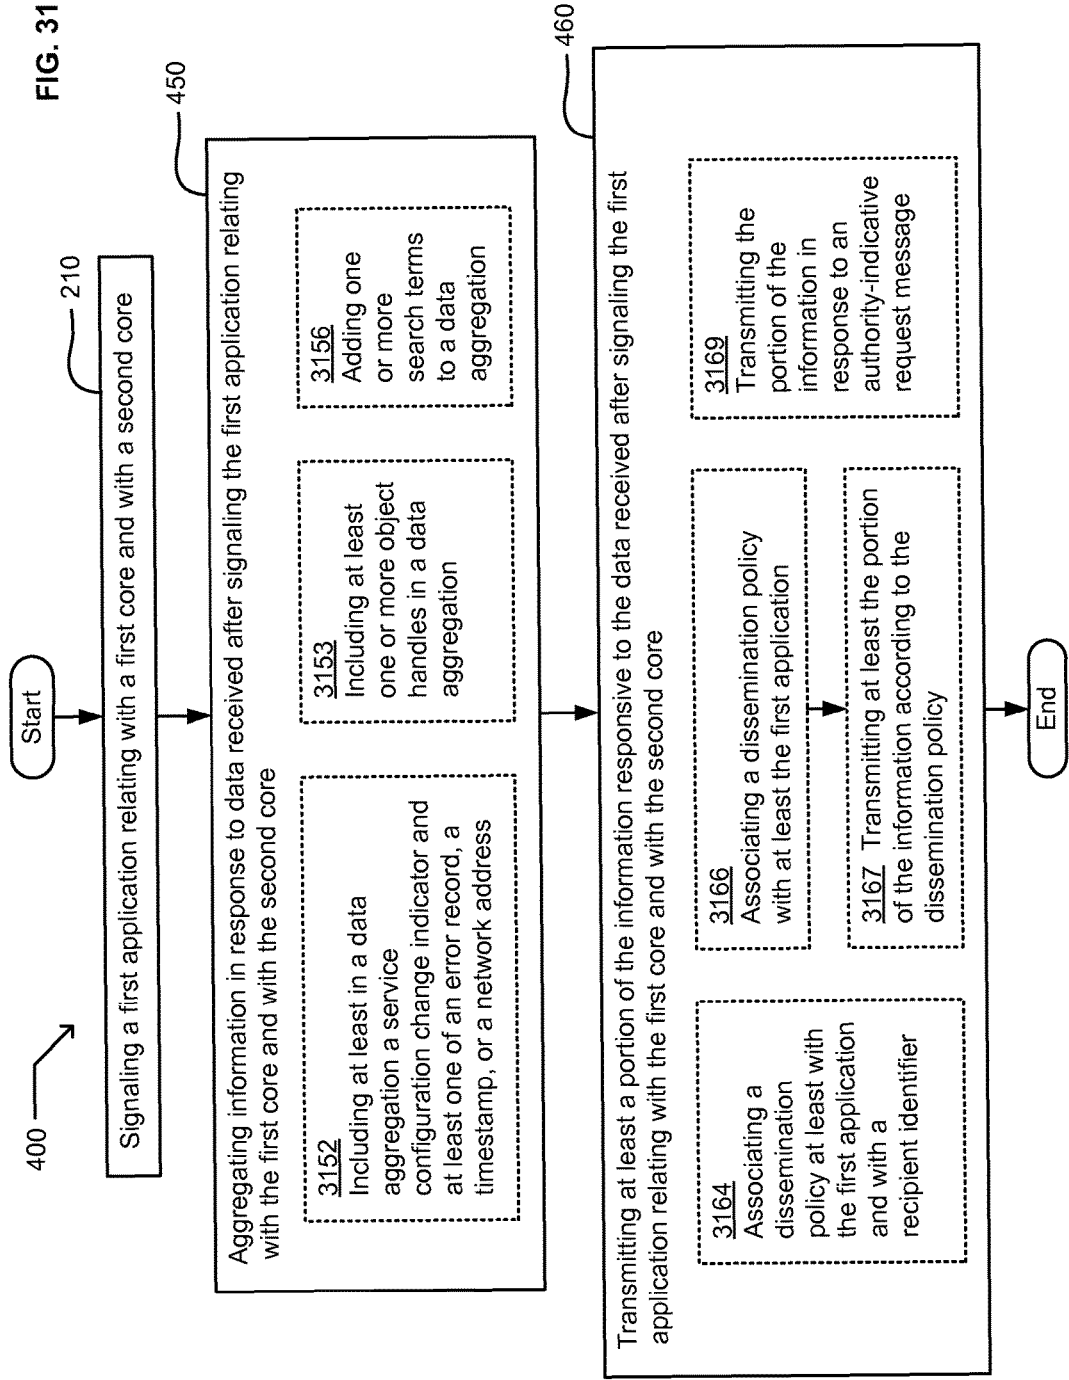 FIG. 31
400
Start
210
Signaling a first application relating with a first core and with a second core
450
Aggregating information in response to data received after signaling the first application relating
with the first core and with the second core
3152
Including at least in a data
aggregation a service
configuration change indicator and
at least one of an error record, a
timestamp, or a network address
3153
Including at least
one or more object
handles in a data
aggregation
3156
Adding one
or more
search terms
to a data
aggregation
460
Transmitting at least a portion of the information responsive to the data received after signaling the first
application relating with the first core and with the second core
3164
Associating a
dissemination
policy at least with
the first application
and with a
recipient identifier
3166
Associating a dissemination policy
with at least the first application
3167 Transmitting at least the portion
of the information according to the
dissemination policy
3169
Transmitting the
portion of the
information in
response to an
authority-indicative
request message
End